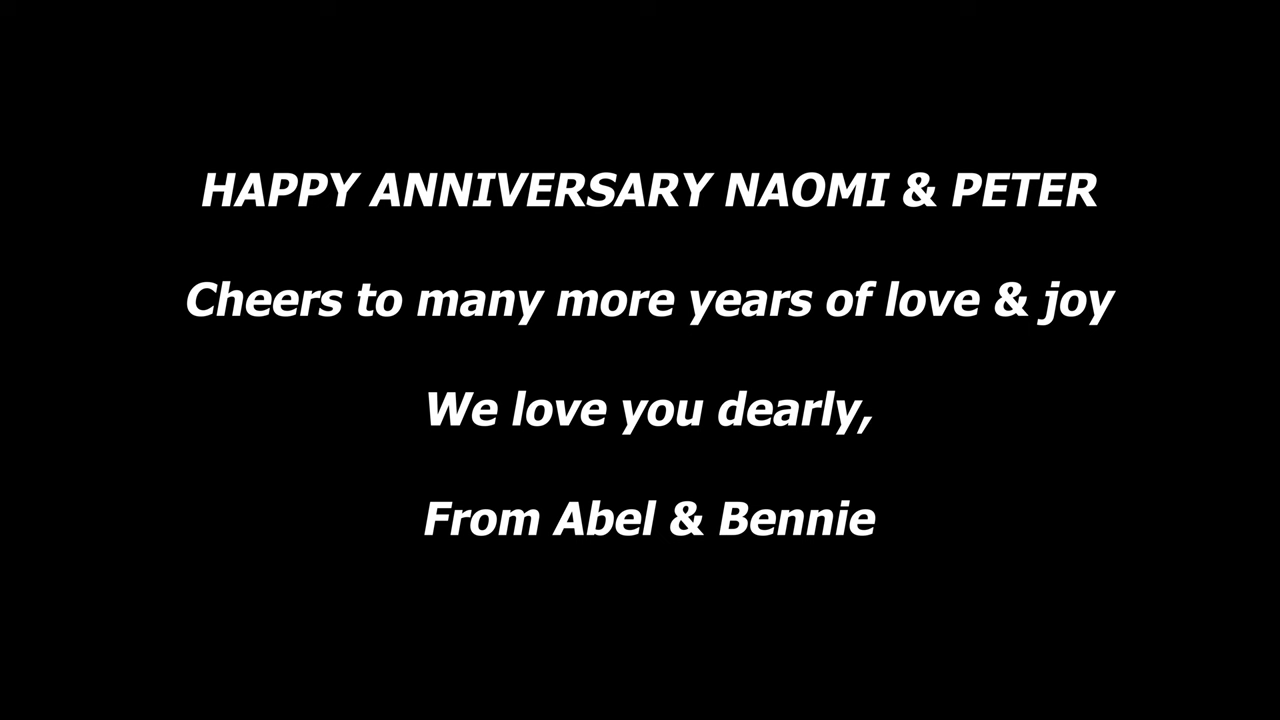 HAPPY ANNIVERSARY NAOMI & PETER
Cheers to many more years of love & joy
We love you dearly,
From Abel & Bennie